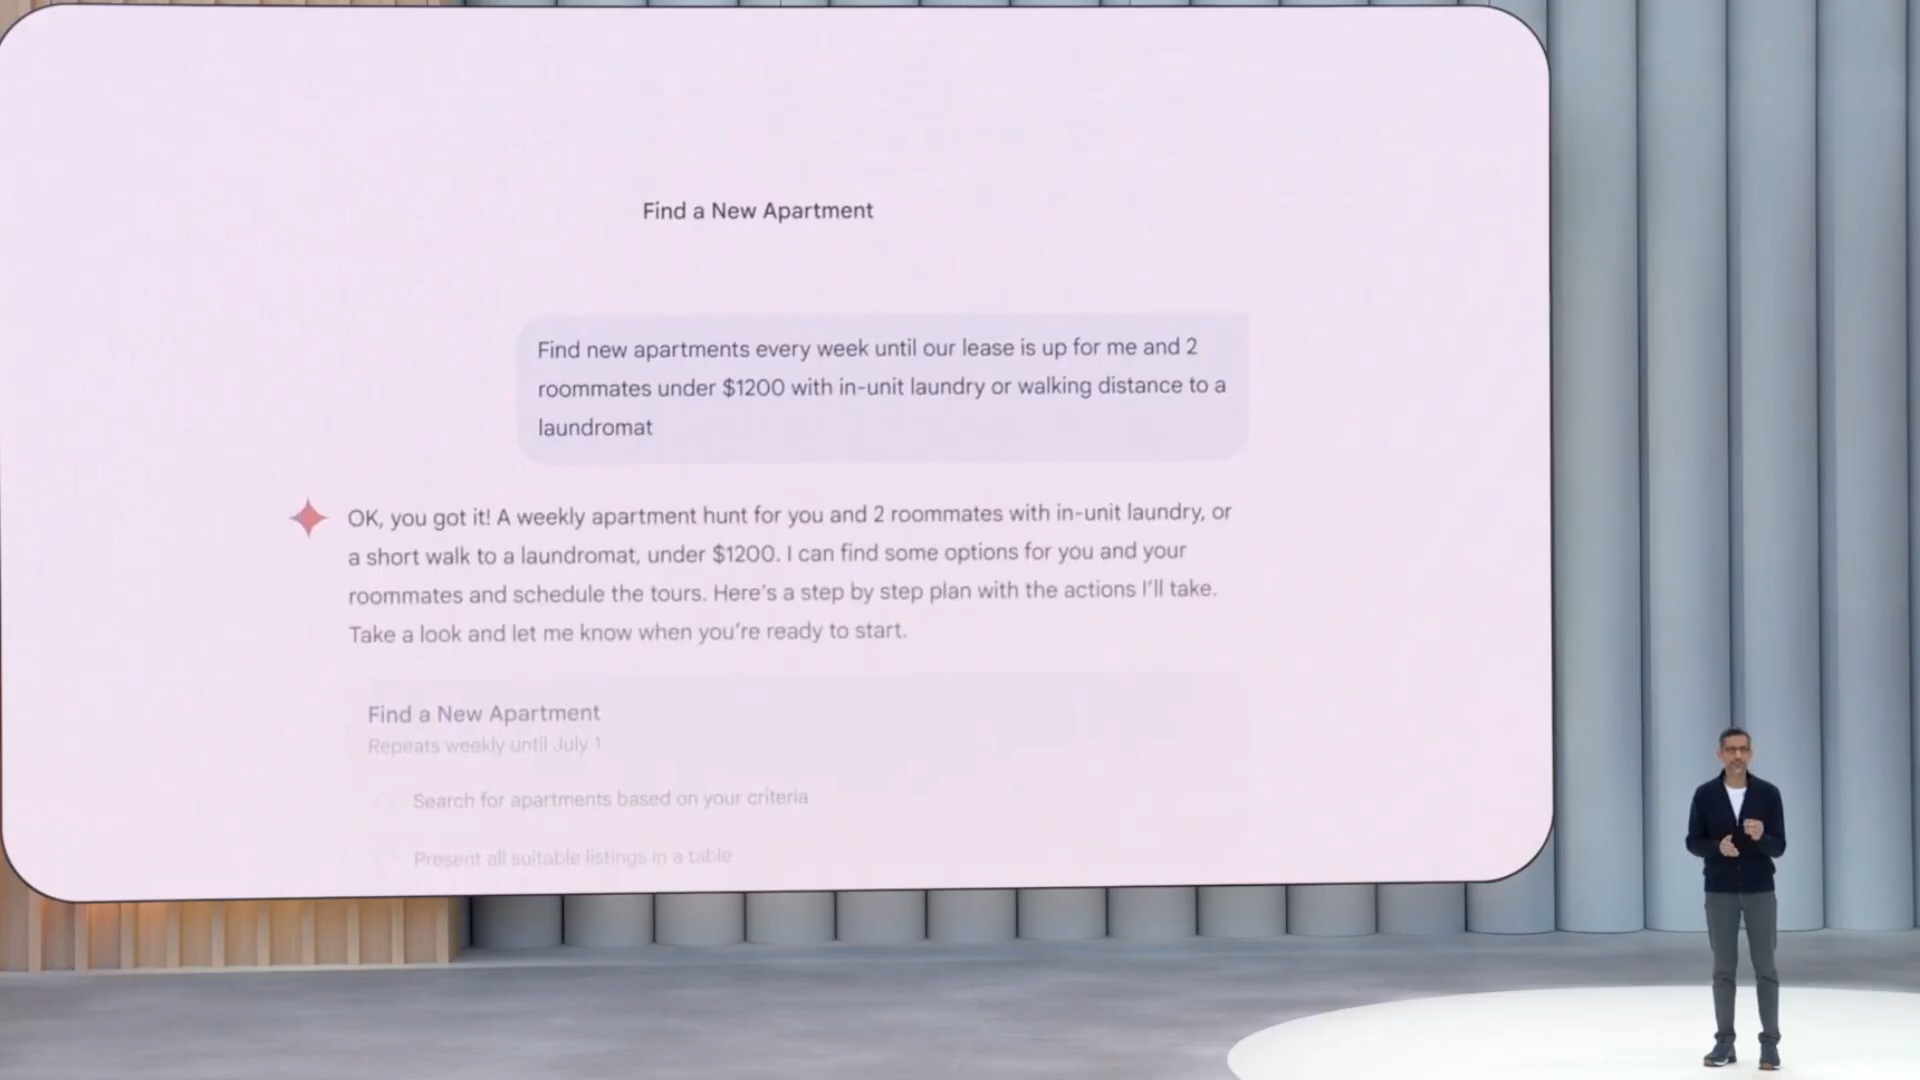 Find a New Apartment
Find new apartments every week until our lease is up for me and 2
roommates under $1200 with in-unit laundry or walking distance to a
laundromat
OK, you got it! A weekly apartment hunt for you and 2 roommates with in-unit laundry, or
a short walk to a laundromat, under $1200. I can find some options for you and your
roommates and schedule the tours. Here's a step by step plan with the actions I'll take.
Take a look and let me know when you're ready to start.
Find a New Apartment
Repeats weekly until July 1
Search for apartments based on your criteria
Present all suitable listings in a table